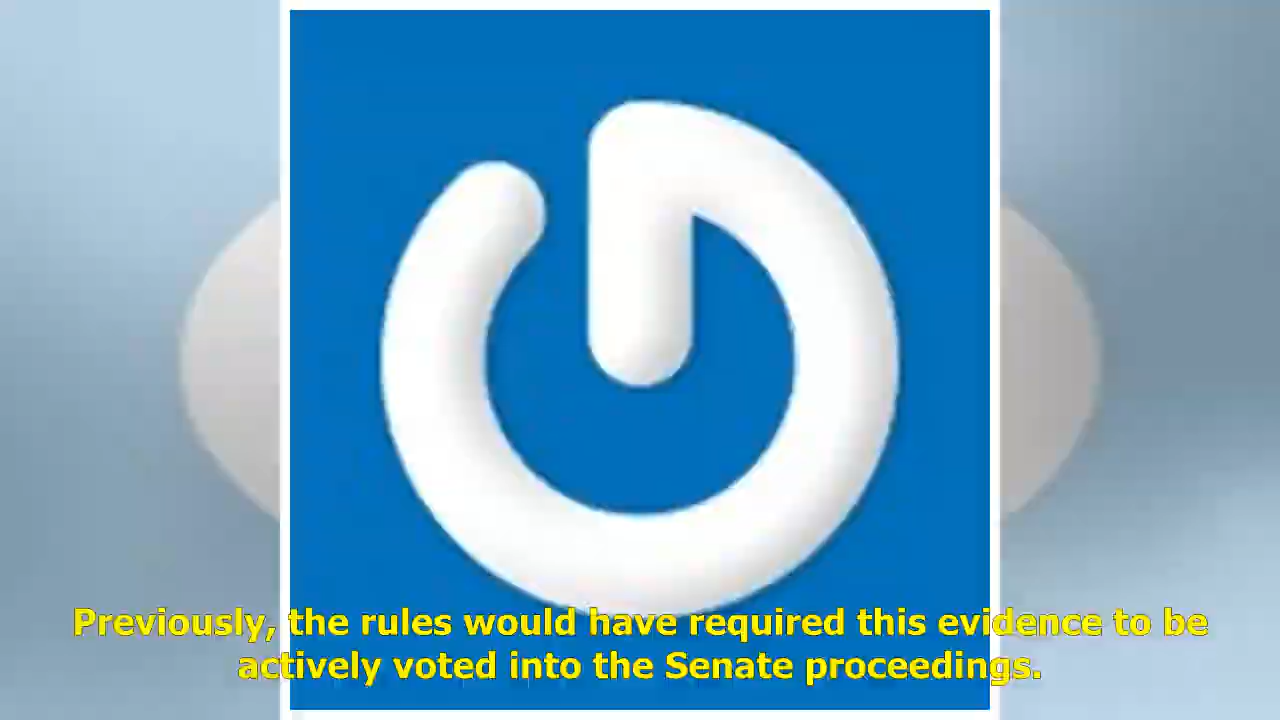 Previously, the rules would have required this evidence to be
actively voted into the Senate proceedings.